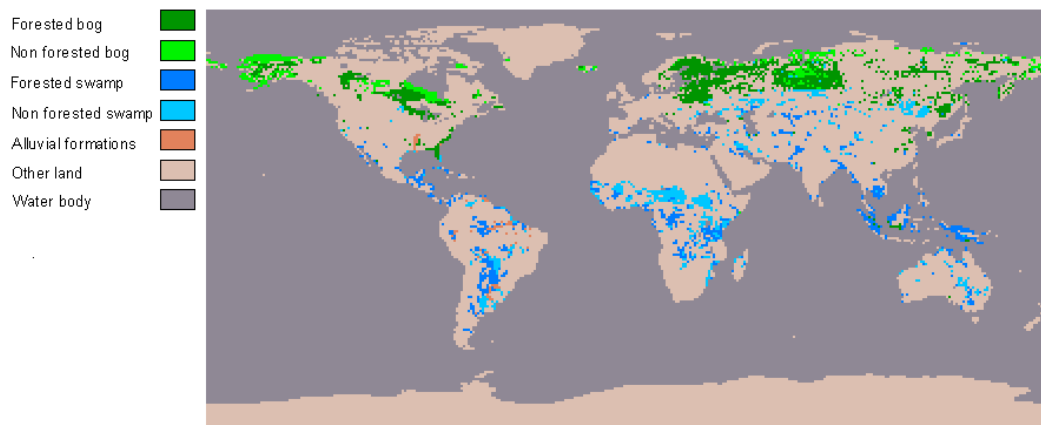 Forested bog
Non forested bog
Forested swamp
Non forested swamp
Alluvial formations
Other land
Water body
.